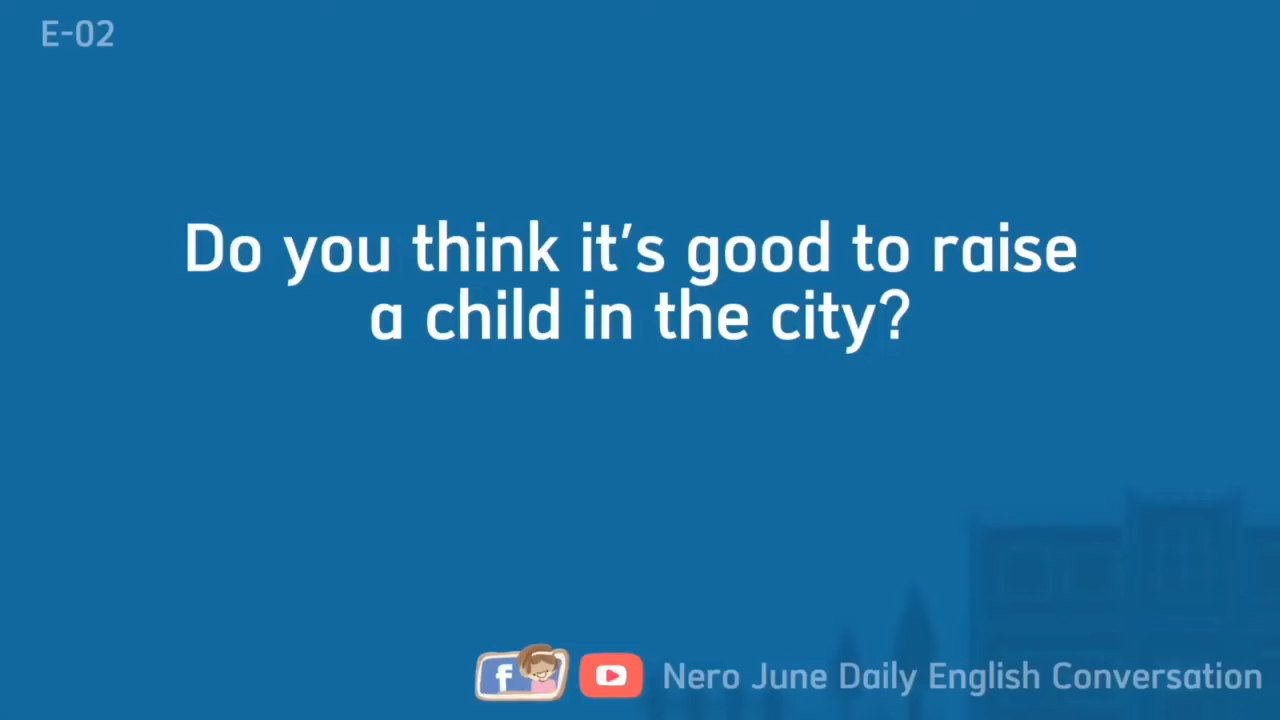 E-02
Do you think it's good to raise
a child in the city?
f Nero June Daily English Conversation